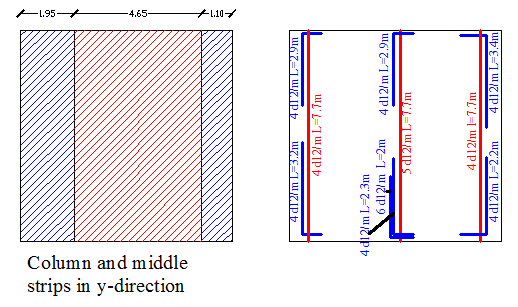 1.95 4.65 1.10
4 d12/m L=2.9m
4 d12/m L=7.7m
4 d12/m L=3.2m
4 d12/m L=2.9m
5 d12/m L=7.7m
6 d12/m L=2m
4 d12/m L=2.3m
4 d12/m L=3.4m
4 d12/m l=7.7m
4 d12/m L=2.2m
Column and middle
strips in y-direction